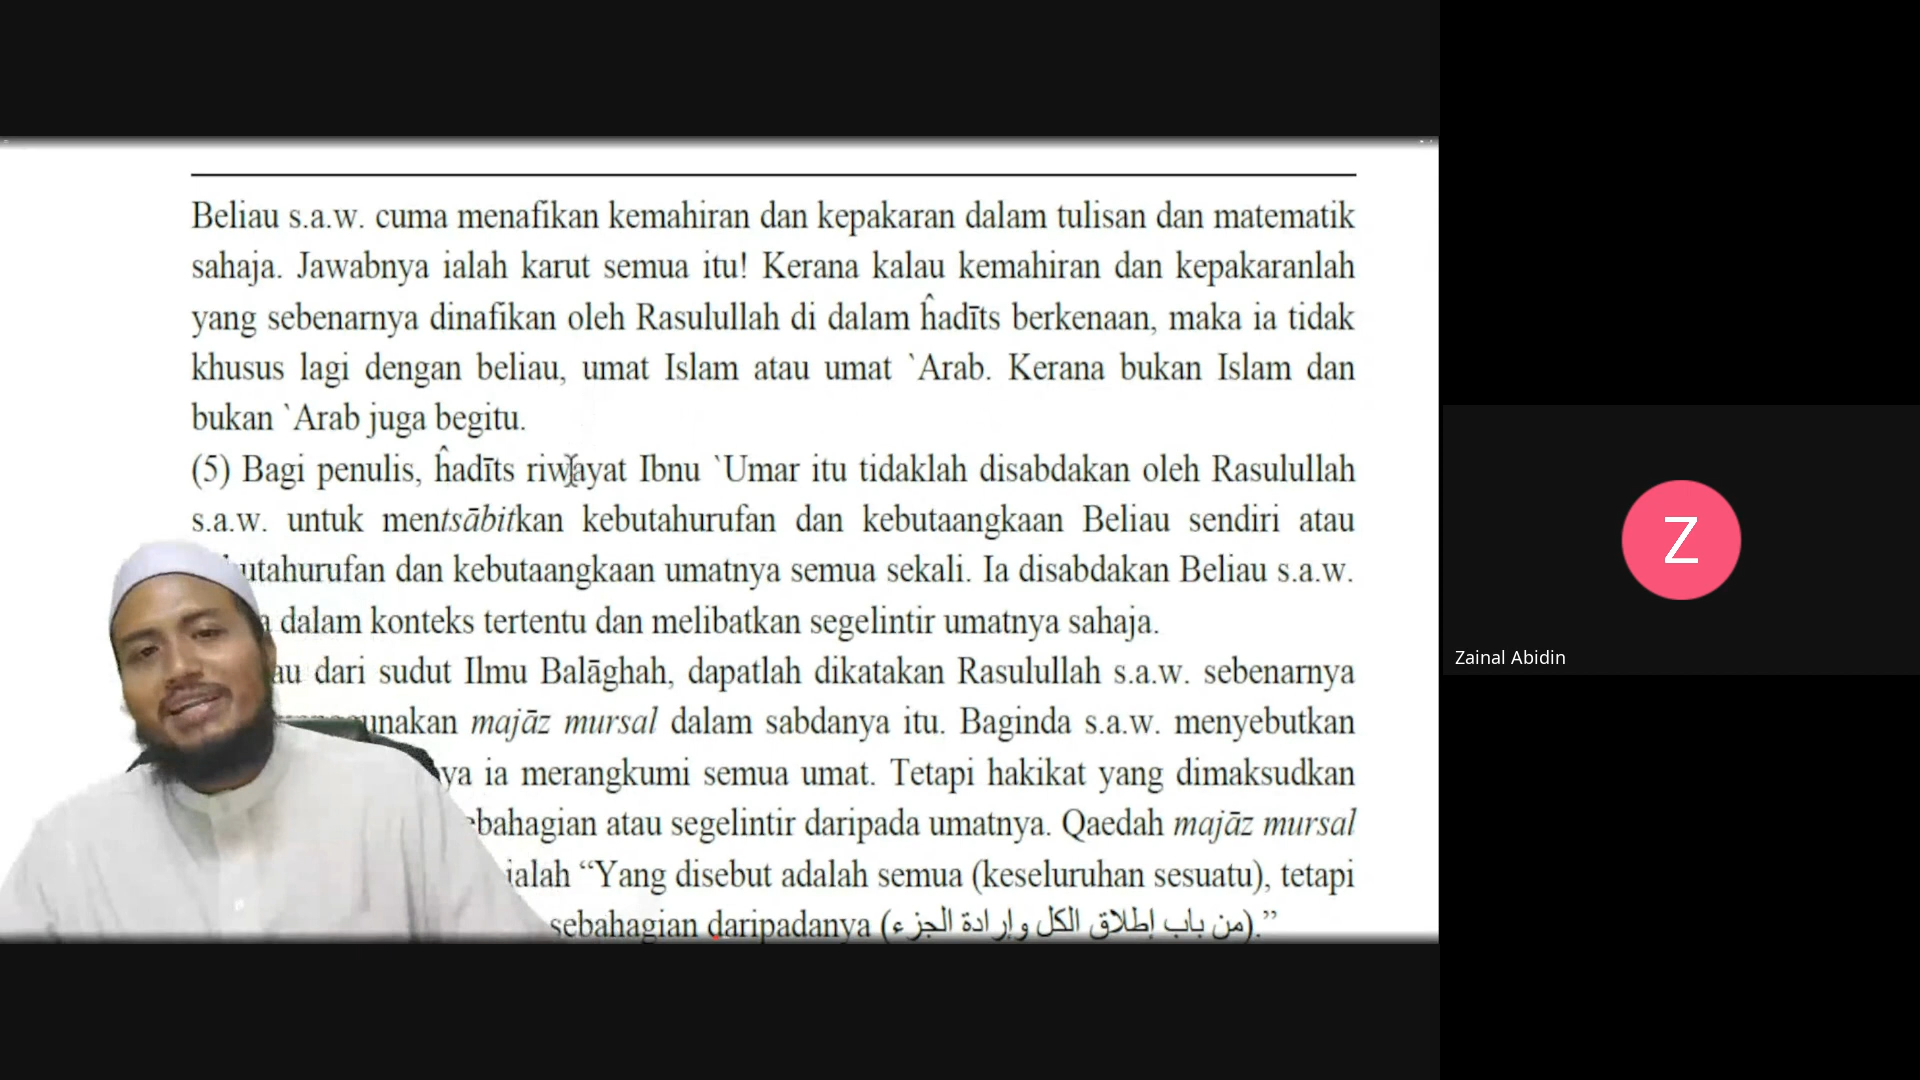 Beliau s.a.w. cuma menafikan kemahiran dan kepakaran dalam tulisan dan matematik
sahaja. Jawabnya ialah karut semua itu! Kerana kalau kemahiran dan kepakaranlah
yang sebenarnya dinafikan oleh Rasulullah di dalam ĥadīts berkenaan, maka ia tidak
khusus lagi dengan beliau, umat Islam atau umat `Arab. Kerana bukan Islam dan
bukan `Arab juga begitu.
(5) Bagi penulis, ĥadīts riwayat Ibnu `Umar itu tidaklah disabdakan oleh Rasulullah
s.a.w. untuk mentsābitkan kebutahurufan dan kebutaangkaan Beliau sendiri atau
utahurufan dan kebutaangkaan umatnya semua sekali. Ia disabdakan Beliau s.a.w.
dalam konteks tertentu dan melibatkan segelintir umatnya sahaja.
au dari sudut Ilmu Balāghah, dapatlah dikatakan Rasulullah s.a.w. sebenarnya
unakan majāz mursal dalam sabdanya itu. Baginda s.a.w. menyebutkan
ya ia merangkumi semua umat. Tetapi hakikat yang dimaksudkan
ebahagian atau segelintir daripada umatnya. Qaedah majāz mursal
ialah “Yang disebut adalah semua (keseluruhan sesuatu), tetapi
sebahagian daripadanya (من باب إطلاق الكل وإرادة الجزء).”
Z
Zainal Abidin